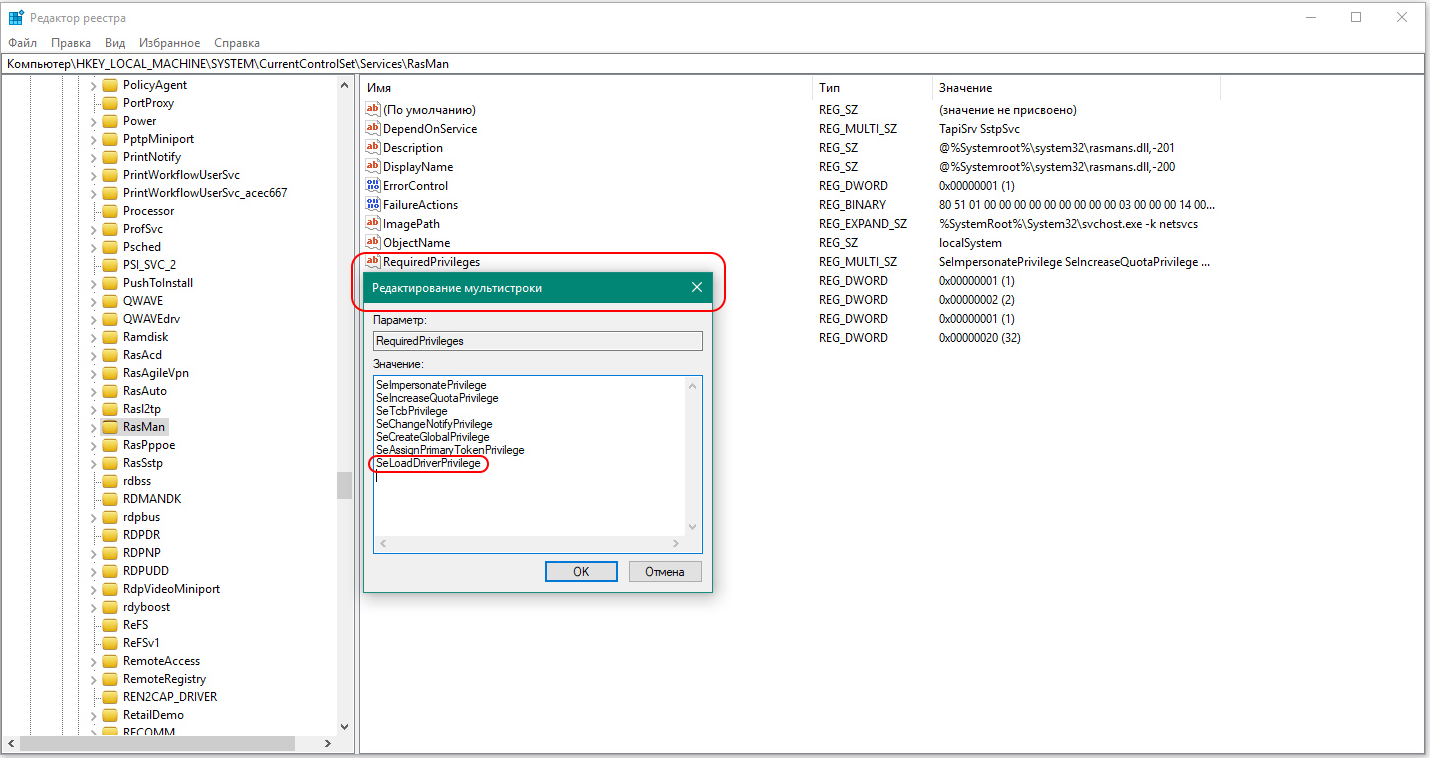 Редактор реестра
Файл Правка Вид Избранное Справка
Компьютер\HKEY_LOCAL_MACHINE\SYSTEM\CurrentControlSet\Services\RasMan
PolicyAgent
PortProxy
Power
PptpMiniport
PrintNotify
PrintWorkflowUserSvc
PrintWorkflowUserSvc_acec667
Processor
ProfSvc
Psched
PSI_SVC_2
PushToInstall
QWAVE
QWAVEdrv
Ramdisk
RasAcd
RasAgileVpn
RasAuto
Rasl2tp
RasMan
RasPppoe
RasSstp
rdbss
RDMANDK
rdpbus
RDPDR
RDPNP
RDPUDD
RdpVideoMiniport
rdyboost
ReFS
ReFSv1
RemoteAccess
RemoteRegistry
REN2CAP_DRIVER
RetailDemo
RECOMM
Имя Тип Значение
(По умолчанию) REG_SZ (значение не присвоено)
DependOnService REG_MULTI_SZ TapiSrv SstpSvc
Description REG_SZ @%Systemroot%\system32\rasmans.dll,-201
DisplayName REG_SZ @%Systemroot%\system32\rasmans.dll,-200
ErrorControl REG_DWORD 0x00000001 (1)
FailureActions REG_BINARY 80 51 01 00 00 00 00 00 00 00 00 00 03 00 00 00 14 00...
ImagePath REG_EXPAND_SZ %SystemRoot%\System32\svchost.exe -k netsvcs
ObjectName REG_SZ localSystem
RequiredPrivileges REG_MULTI_SZ SeImpersonatePrivilege SeIncreaseQuotaPrivilege ...
REG_DWORD 0x00000001 (1)
REG_DWORD 0x00000002 (2)
REG_DWORD 0x00000001 (1)
REG_DWORD 0x00000020 (32)
Редактирование мультистроки
Параметр:
RequiredPrivileges
Значение:
SeImpersonatePrivilege
SeIncreaseQuotaPrivilege
SeTcbPrivilege
SeChangeNotifyPrivilege
SeCreateGlobalPrivilege
SeAssignPrimaryTokenPrivilege
SeLoadDriverPrivilege
OK Отмена